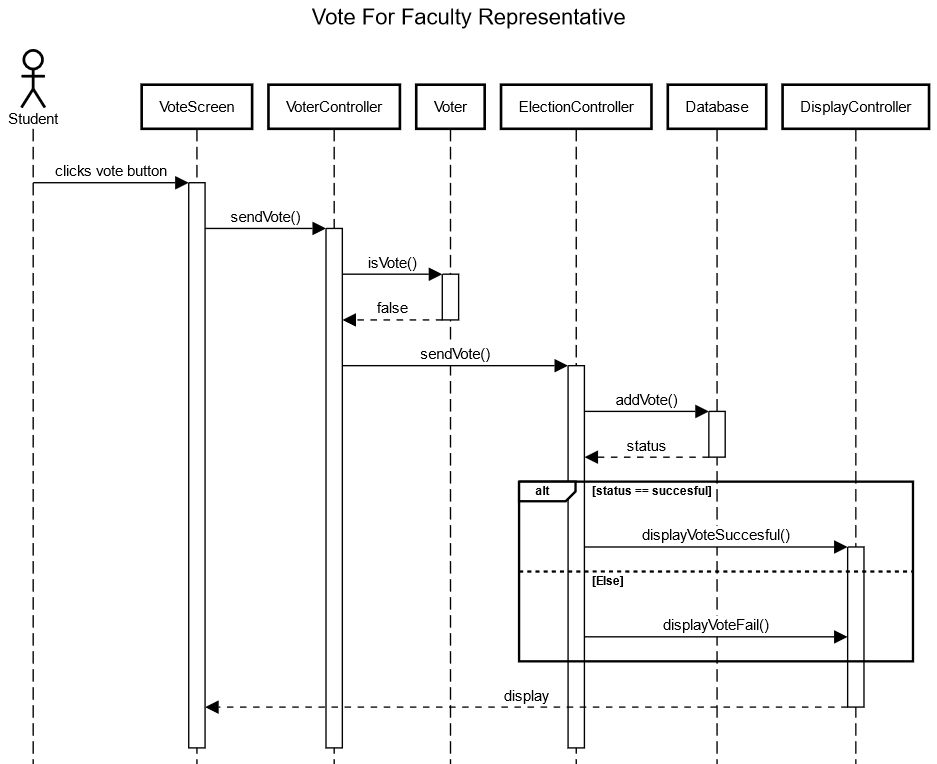 Vote For Faculty Representative
Student
VoteScreen
VoterController
Voter
ElectionController
Database
DisplayController
clicks vote button
sendVote()
isVote()
false
sendVote()
addVote()
status
alt
[status == succesful]
displayVoteSuccesful()
[Else]
displayVoteFail()
display